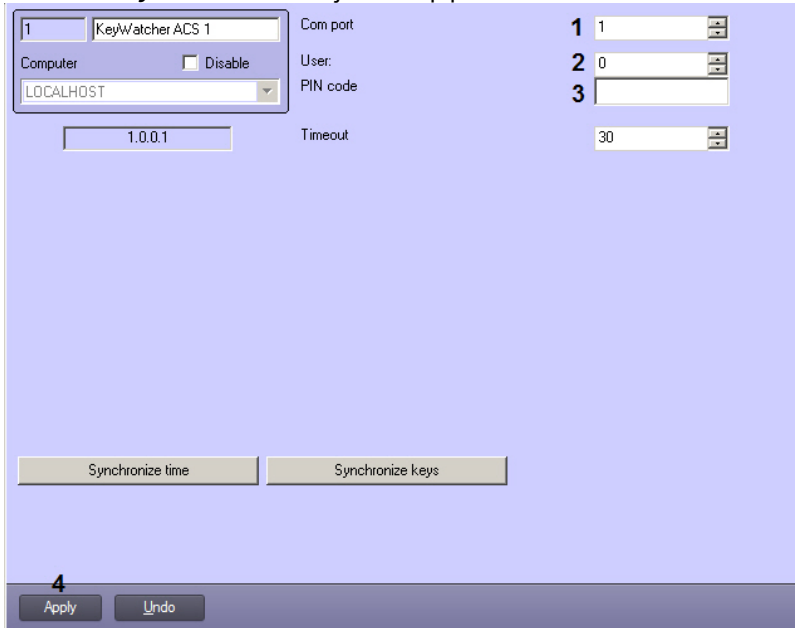 1 KeyWatcher ACS 1 Com port 1 1
Computer Disable User: 2 0
LOCALHOST PIN code 3
1.0.0.1 Timeout 30
Synchronize time Synchronize keys
4
Apply Undo